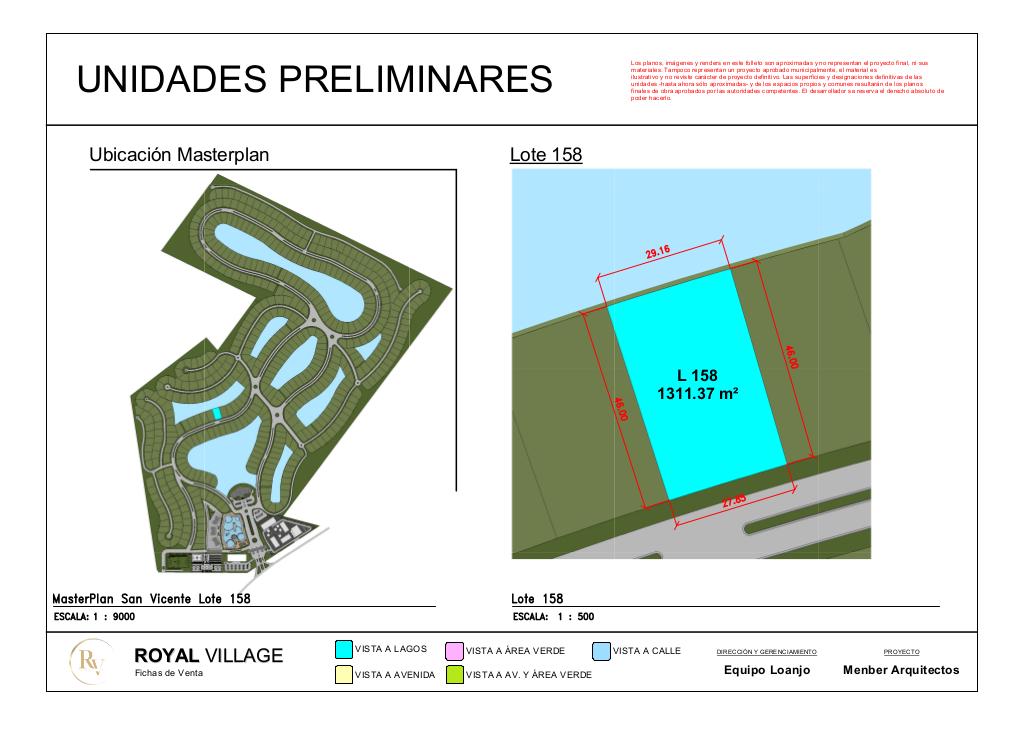 UNIDADES PRELIMINARES
Los planos, imágenes y renders en este folleto son aproximadas y no representan el proyecto final, ni sus
materiales. Tampoco representan un proyecto aprobado municipalmente, el material es
ilustrativo y no reviste carácter de proyecto definitivo. Las superficies y designaciones definitivas de las
unidades -hasta ahora sólo aproximadas- y de los espacios propios y comunes resultarán de los planos
finales de obra aprobados por las autoridades competentes. El desarrollador se reserva el derecho absoluto de
poder hacerlo.
Ubicación Masterplan
Lote 158
29.16
46.00
46.00
L 158
1311.37 m²
27.85
MasterPlan San Vicente Lote 158
ESCALA: 1 : 9000
Lote 158
ESCALA: 1 : 500
RV
ROYAL VILLAGE
Fichas de Venta
VISTA A LAGOS
VISTA A ÁREA VERDE
VISTA A CALLE
VISTA A AVENIDA
VISTA A AV. Y ÁREA VERDE
DIRECCIÓN Y GERENCIAMIENTO
Equipo Loanjo
PROYECTO
Menber Arquitectos